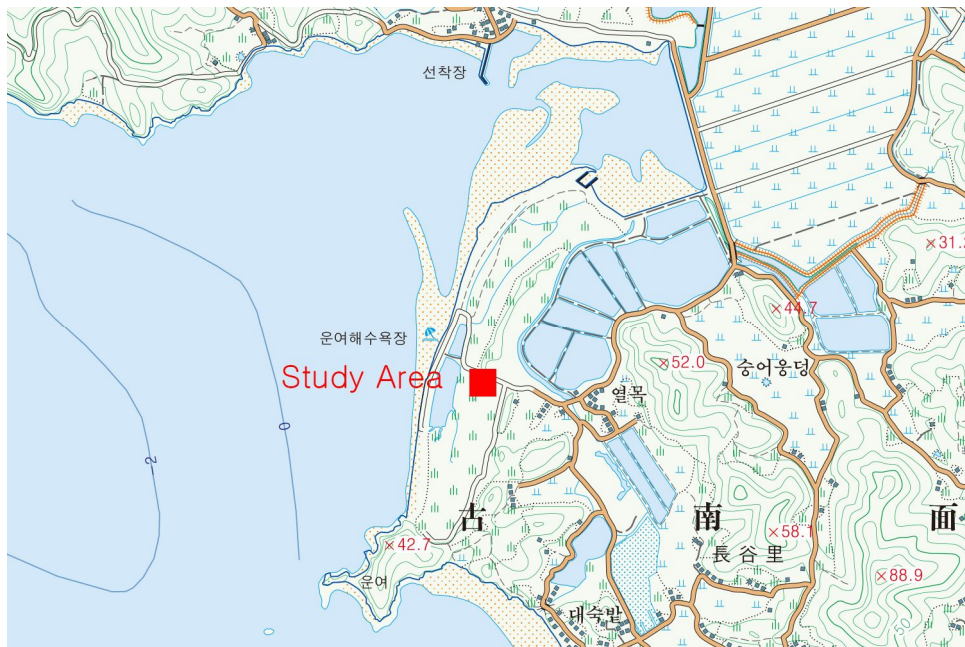 선착장
×31.
×44.7
운여해수욕장
Study Area
×52.0
숭어웅덩
열목
0
2
古 南 面
×58.1
×42.7
長谷里
×88.9
운여
대숙밭
50